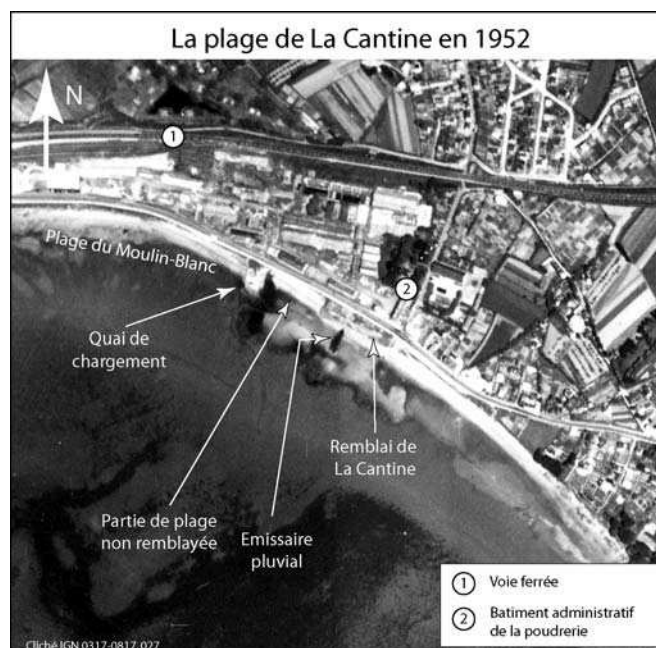 La plage de La Cantine en 1952
N
1
Plage du Moulin-Blanc
2
Quai de
chargement
Remblai de
La Cantine
Partie de plage
non remblayée
Emissaire
pluvial
1 Voie ferrée
2 Batiment administratif
de la poudrerie
Cliché IGN 0317-0817, 027